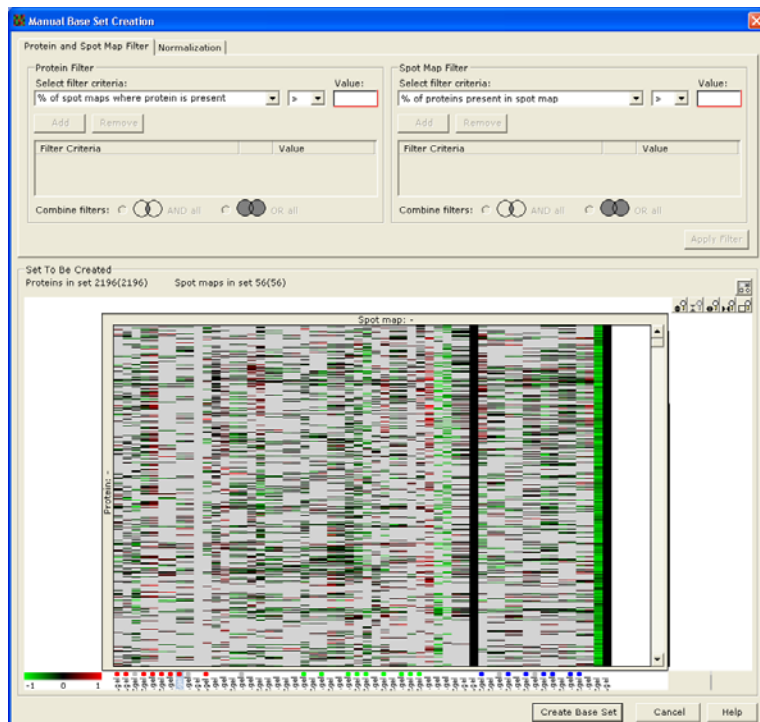 Manual Base Set Creation
Protein and Spot Map Filter
Normalization
Protein Filter
Select filter criteria:
Value:
% of spot maps where protein is present
>
Add
Remove
Filter Criteria
Value
Combine filters:
AND all
OR all
Spot Map Filter
Select filter criteria:
Value:
% of proteins present in spot map
>
Add
Remove
Filter Criteria
Value
Combine filters:
AND all
OR all
Apply Filter
Set To Be Created
Proteins in set 2196(2196)
Spot maps in set 56(56)
Spot map: -
Protein: -
-1 0 1
Create Base Set
Cancel
Help